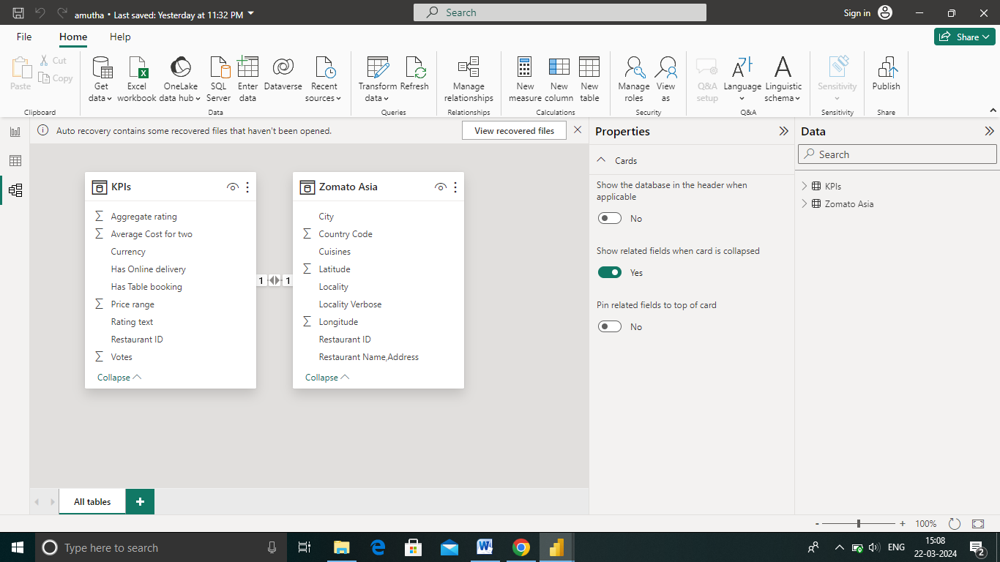 amutha • Last saved: Yesterday at 11:32 PM
Search
Sign in
File
Home
Help
Share
Paste
Cut
Copy
Clipboard
Get
data
Excel
workbook
OneLake
data hub
SQL
Server
Enter
data
Dataverse
Recent
sources
Data
Transform
data
Refresh
Queries
Manage
relationships
Relationships
New
measure
New
column
New
table
Calculations
Manage
roles
View
as
Security
Q&A
setup
Language
Linguistic
schema
Q&A
Sensitivity
Sensitivity
Publish
Share
Auto recovery contains some recovered files that haven't been opened.
View recovered files
KPIs
Aggregate rating
Average Cost for two
Currency
Has Online delivery
Has Table booking
Price range
Rating text
Restaurant ID
Votes
Collapse
1
1
Zomato Asia
City
Country Code
Cuisines
Latitude
Locality
Locality Verbose
Longitude
Restaurant ID
Restaurant Name,Address
Collapse
Properties
Cards
Show the database in the header when
applicable
No
Show related fields when card is collapsed
Yes
Pin related fields to top of card
No
Data
Search
KPIs
Zomato Asia
All tables
+
- + 100%
Type here to search
ENG
15:08
22-03-2024
2